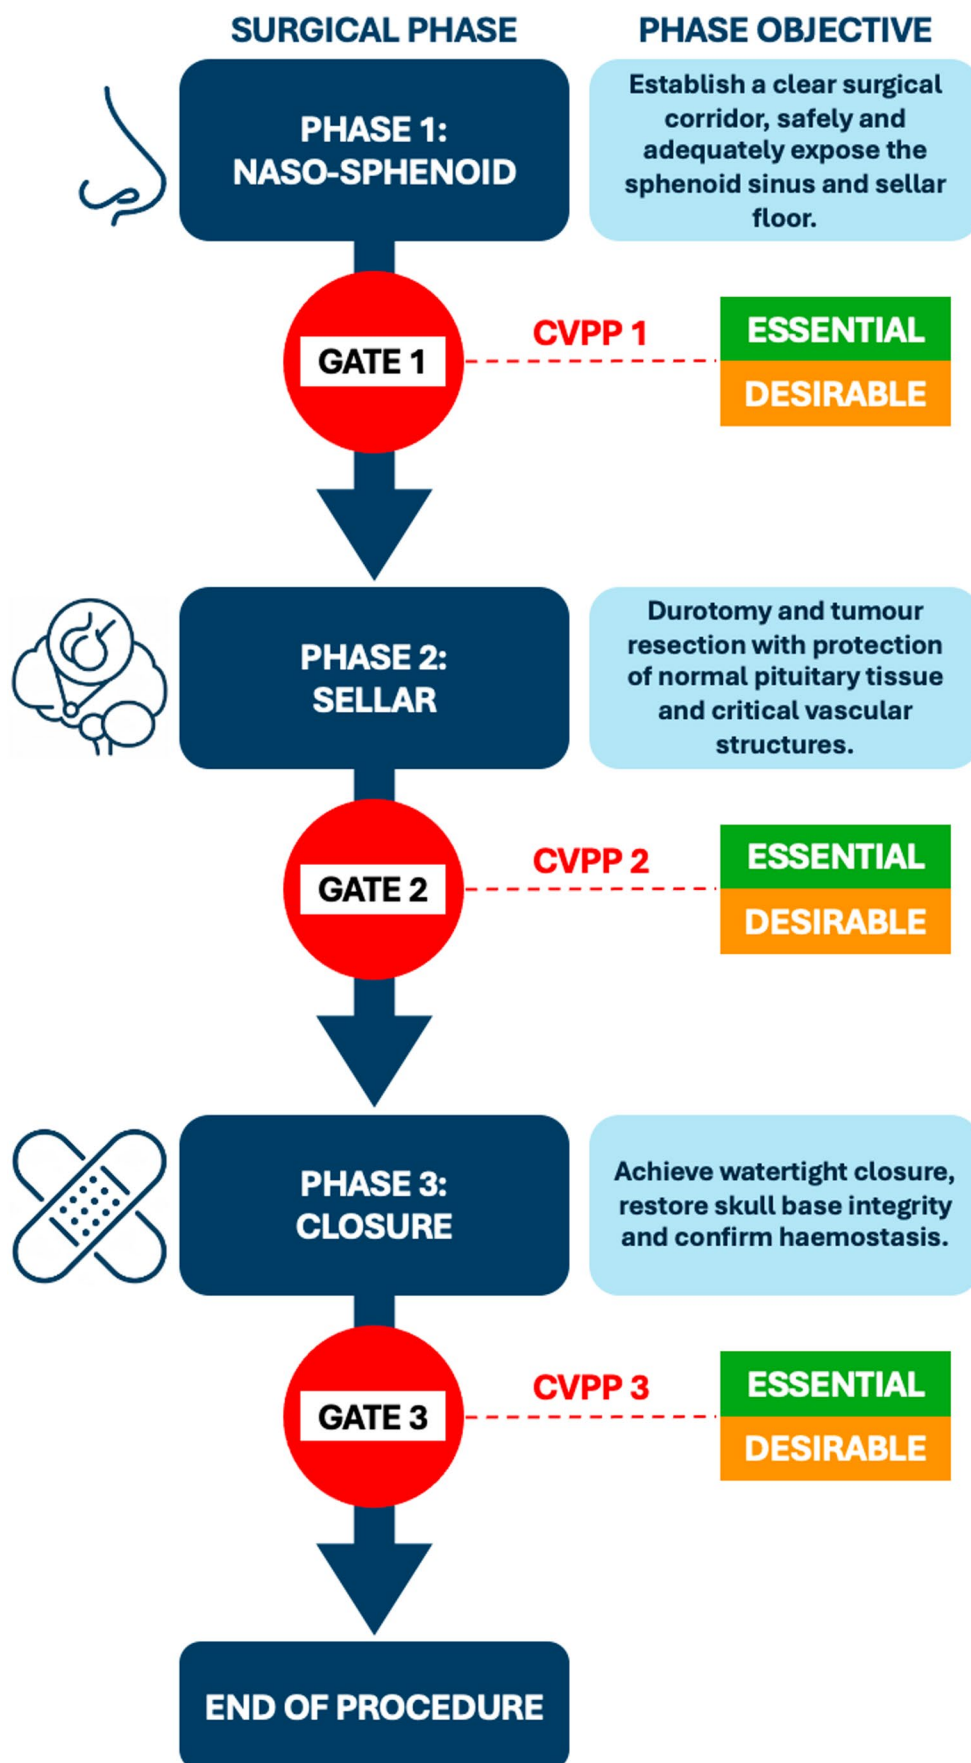 SURGICAL PHASE
PHASE OBJECTIVE
PHASE 1:
NASO-SPHENOID
Establish a clear surgical
corridor, safely and
adequately expose the
sphenoid sinus and sellar
floor.
GATE 1
CVPP 1
ESSENTIAL
DESIRABLE
PHASE 2:
SELLAR
Durotomy and tumour
resection with protection
of normal pituitary tissue
and critical vascular
structures.
GATE 2
CVPP 2
ESSENTIAL
DESIRABLE
PHASE 3:
CLOSURE
Achieve watertight closure,
restore skull base integrity
and confirm haemostasis.
GATE 3
CVPP 3
ESSENTIAL
DESIRABLE
END OF PROCEDURE